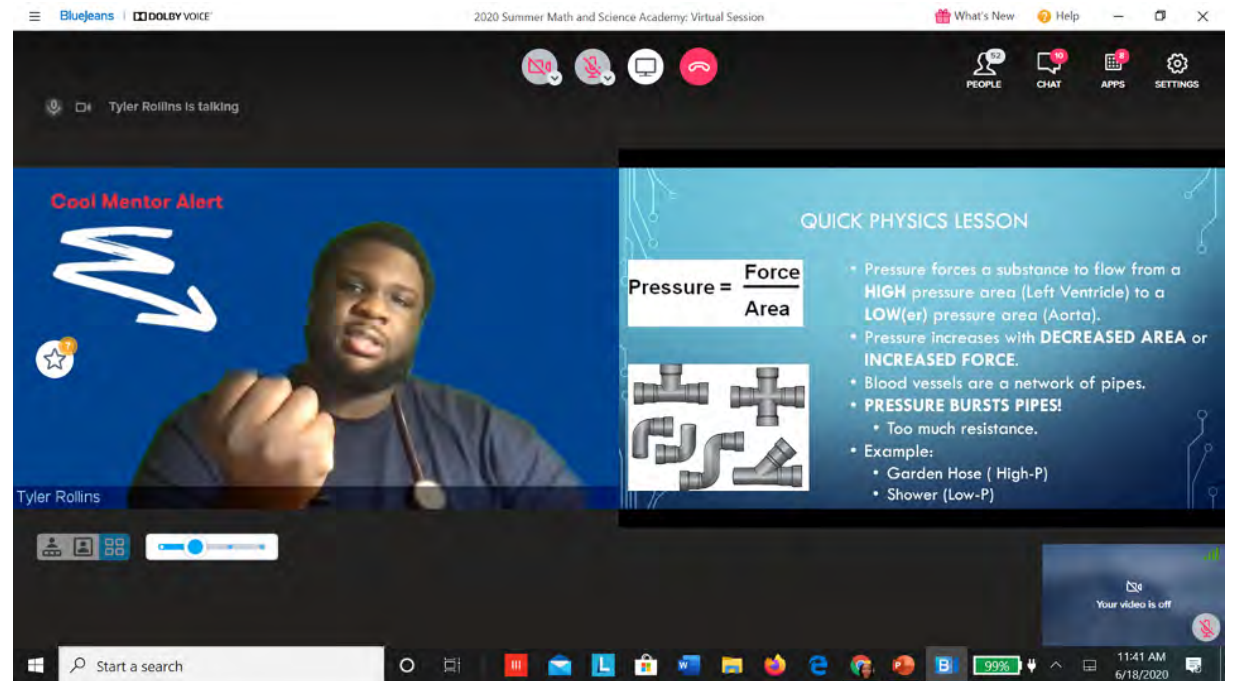 BlueJeans | DOLBY VOICE
2020 Summer Math and Science Academy: Virtual Session
What's New
Help
52
PEOPLE
10
CHAT
8
APPS
SETTINGS
Tyler Rollins is talking
Cool Mentor Alert
?
Tyler Rollins
QUICK PHYSICS LESSON
Pressure = Force
Area
• Pressure forces a substance to flow from a
HIGH pressure area (Left Ventricle) to a
LOW(er) pressure area (Aorta).
• Pressure increases with DECREASED AREA or
INCREASED FORCE.
• Blood vessels are a network of pipes.
• PRESSURE BURSTS PIPES!
• Too much resistance.
• Example:
• Garden Hose ( High-P)
• Shower (Low-P)
Your video is off
Start a search
L
W
P
B
99%
11:41 AM
6/18/2020